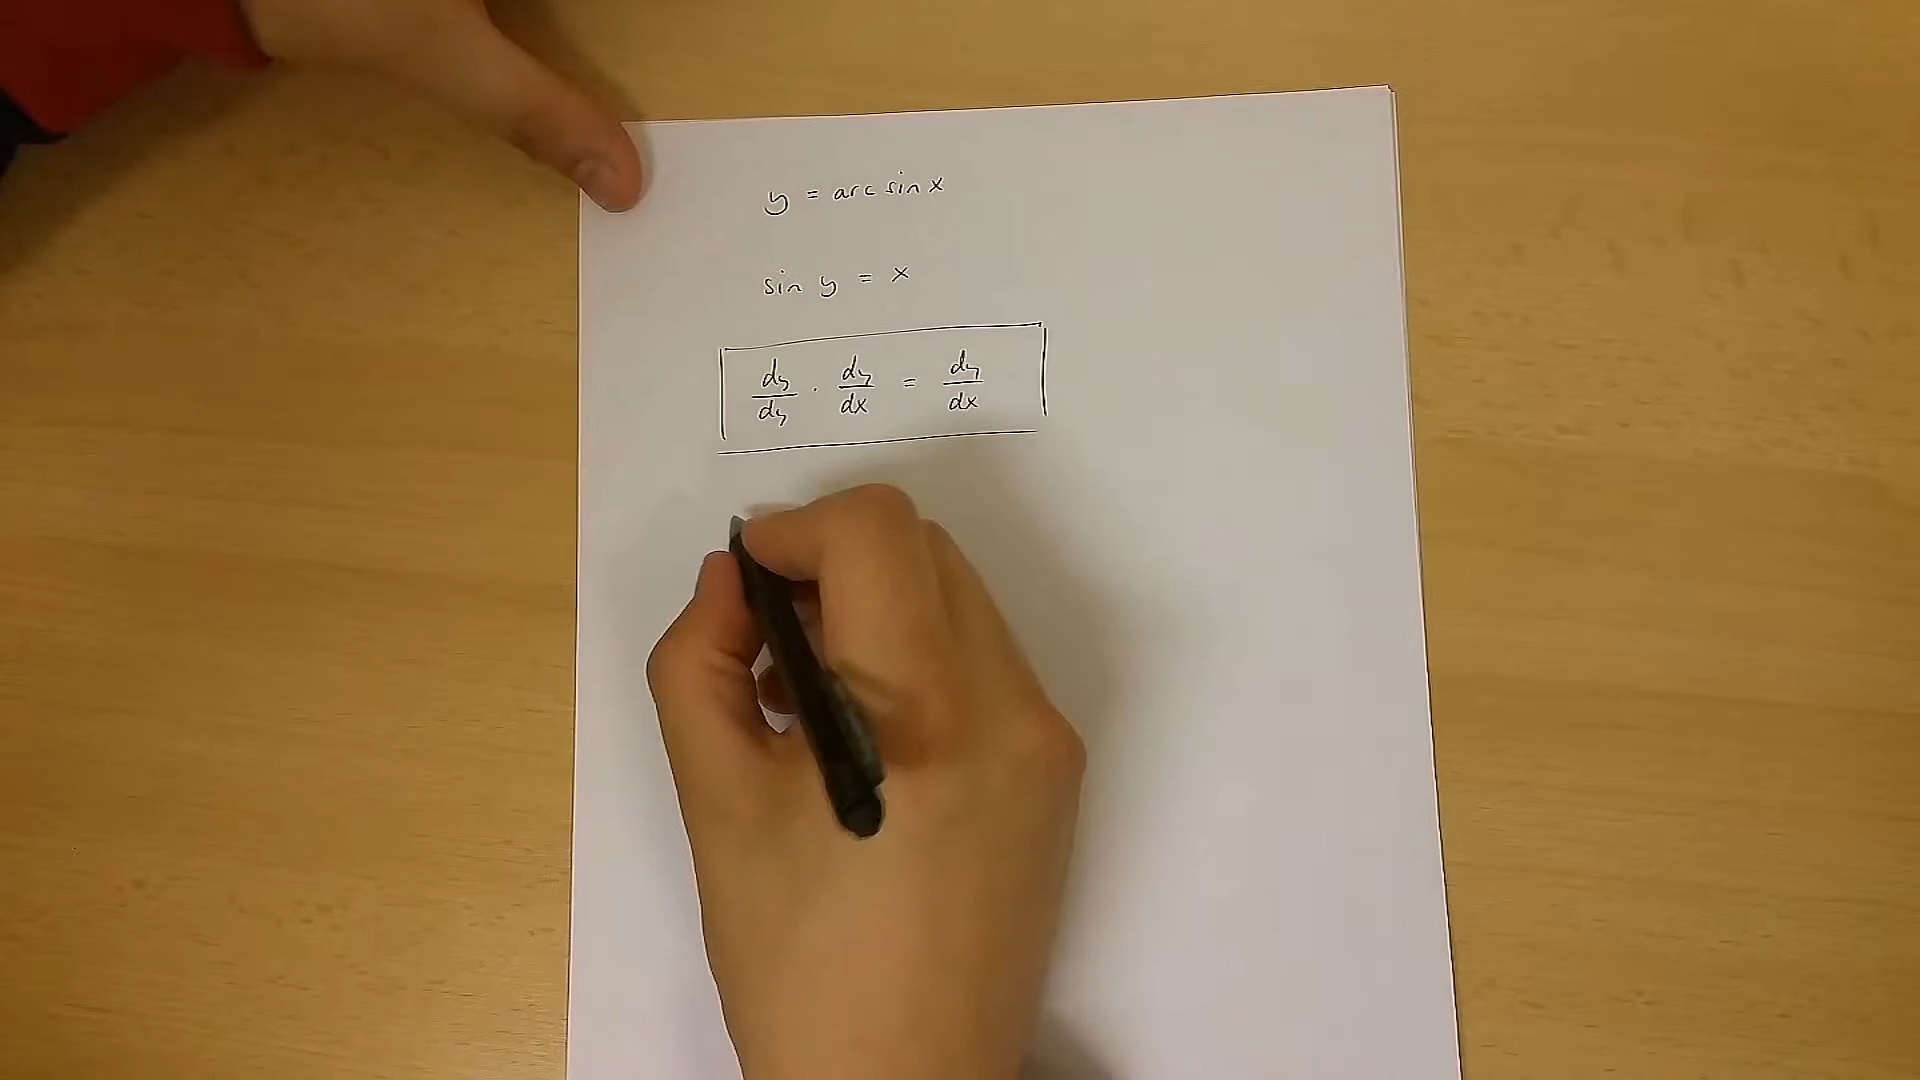 y = arc sin x
sin y = x
dy/dy · dy/dx = dy/dx